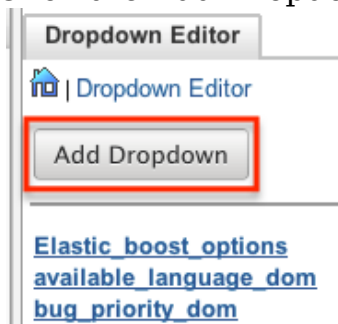 Dropdown Editor
| Dropdown Editor
Add Dropdown
Elastic_boost_options
available_language_dom
bug_priority_dom